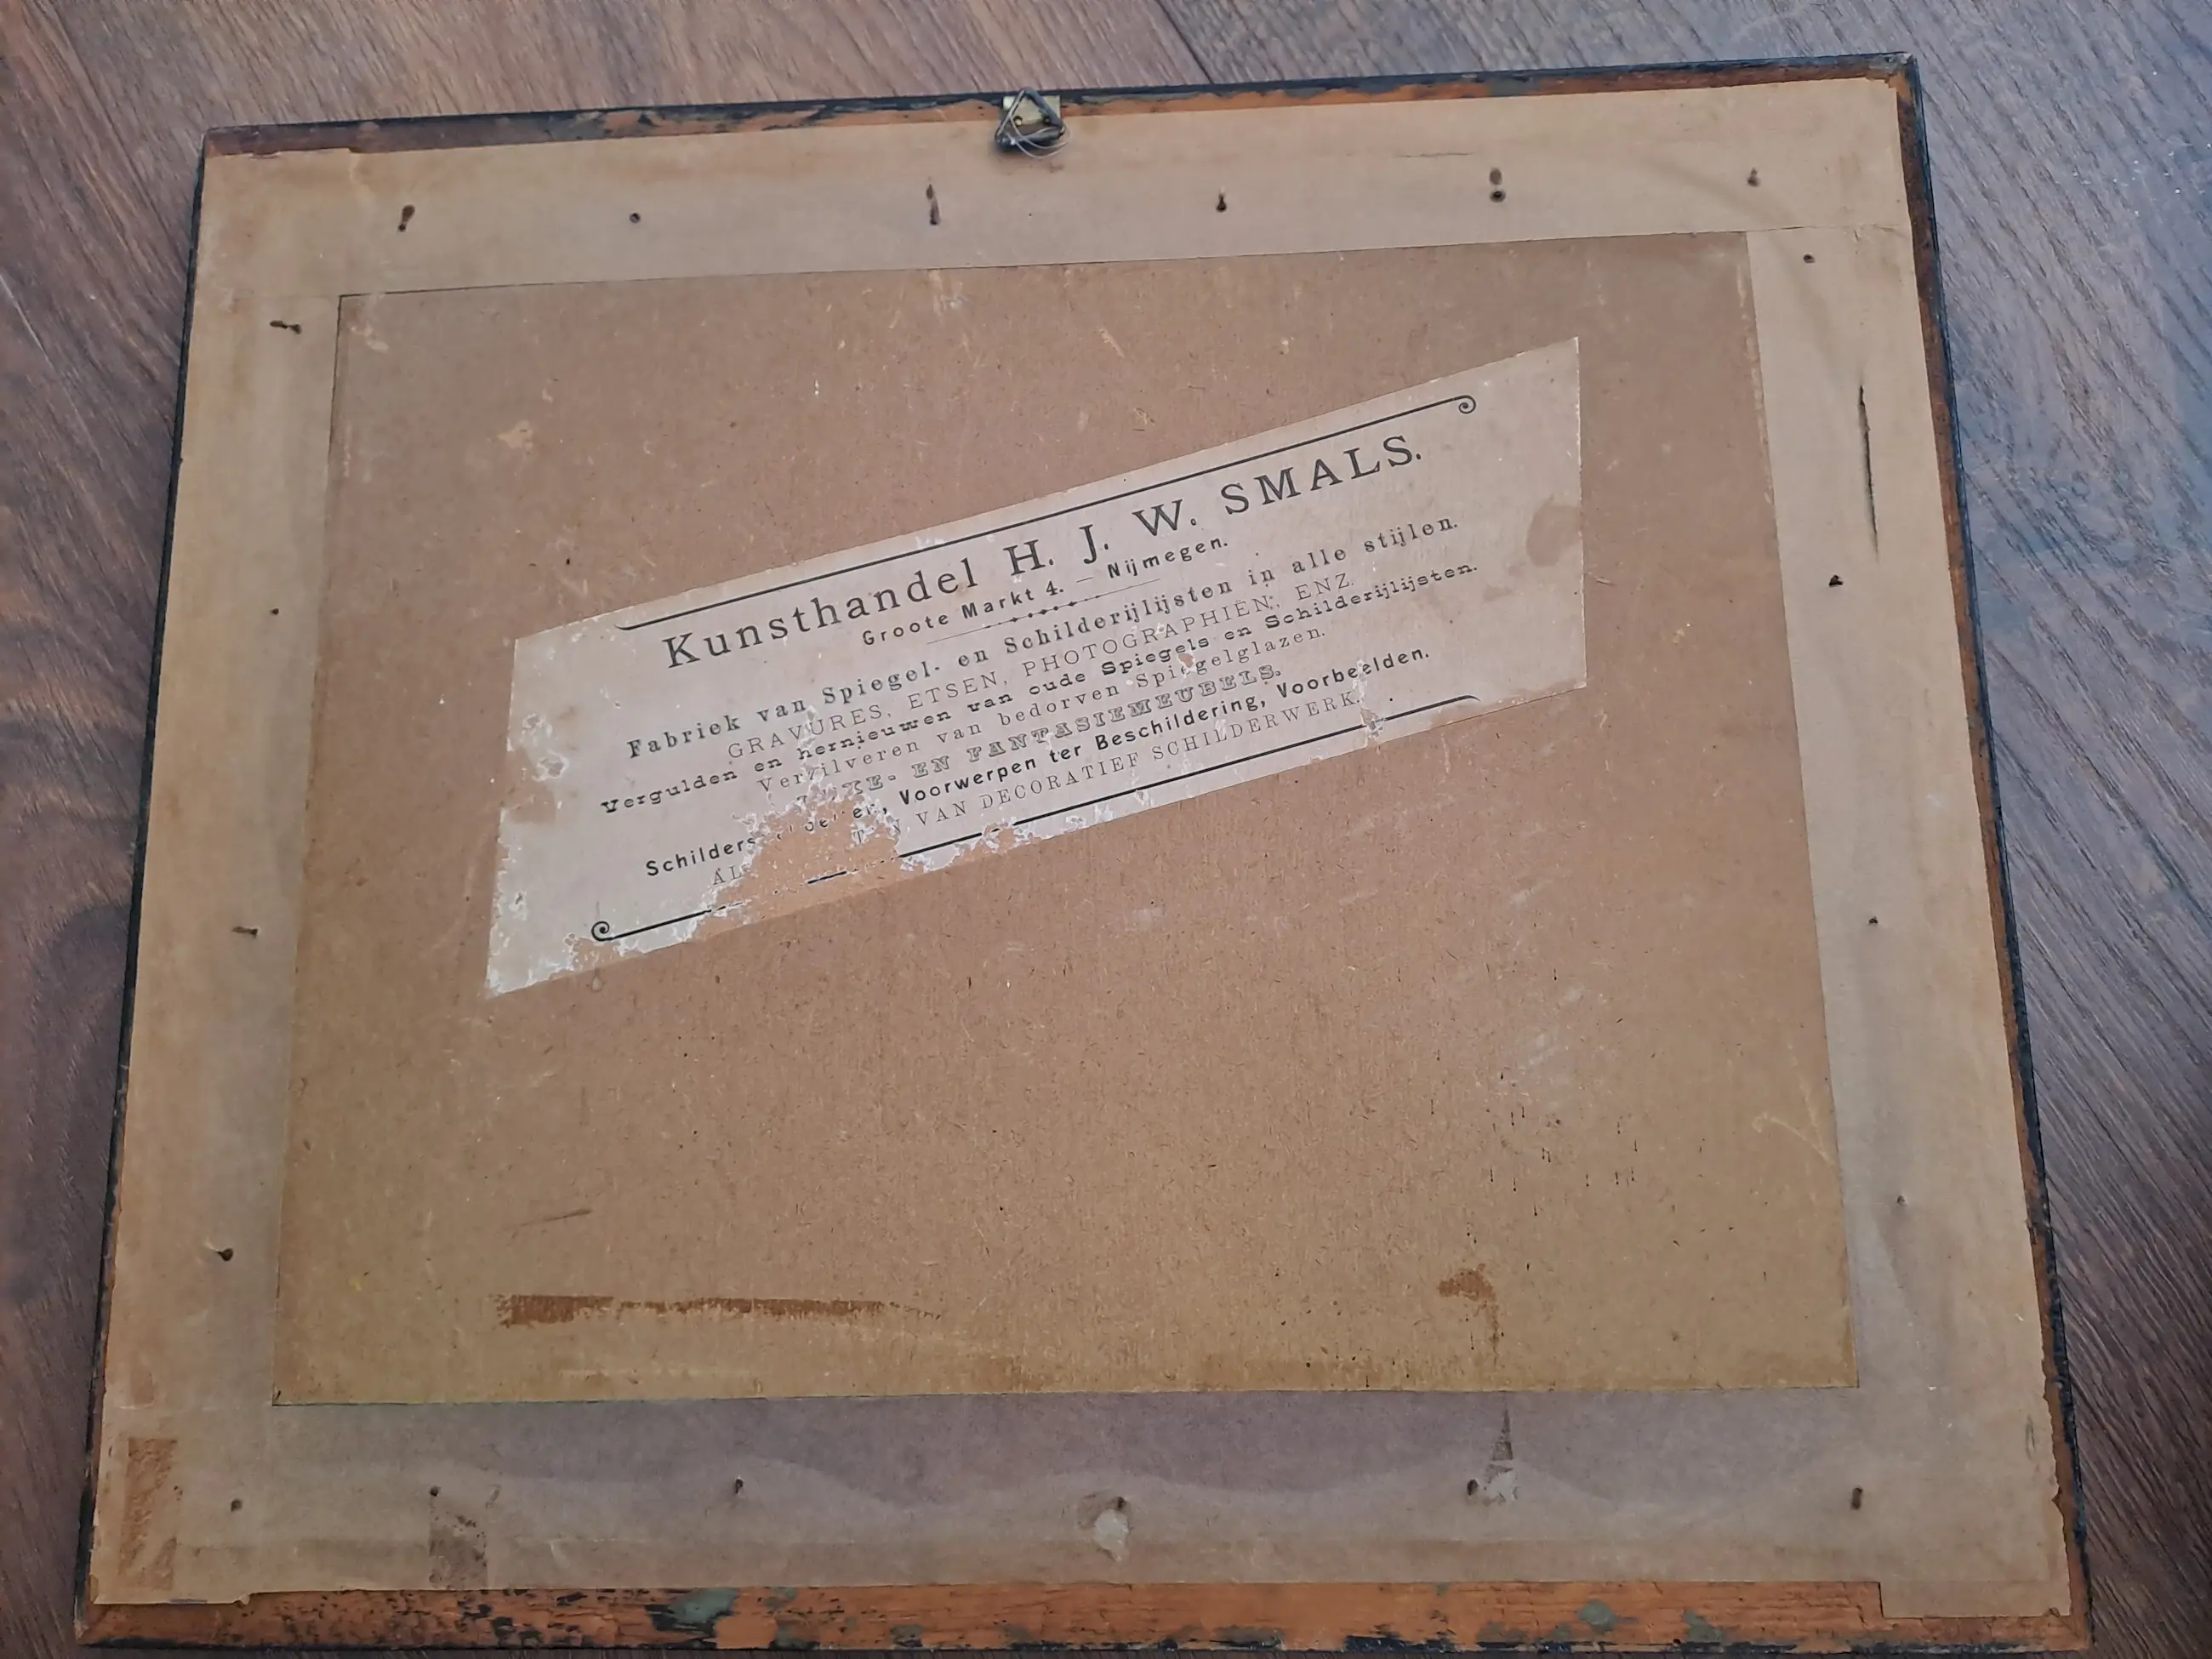 Kunsthandel H. J. W. SMALS.
Groote Markt 4. — Nijmegen.
Fabriek van Spiegel- en Schilderijlijsten in alle stijlen.
GRAVURES, ETSEN, PHOTOGRAPHIËN, ENZ.
Vergulden en hernieuwen van oude Spiegels en Schilderijlijsten.
Verzilveren van bedorven Spiegelglazen.
EN FANTASIEMEUBELS.
Voorwerpen ter Beschildering, Voorbeelden.
VAN DECORATIEF SCHILDERWERK.